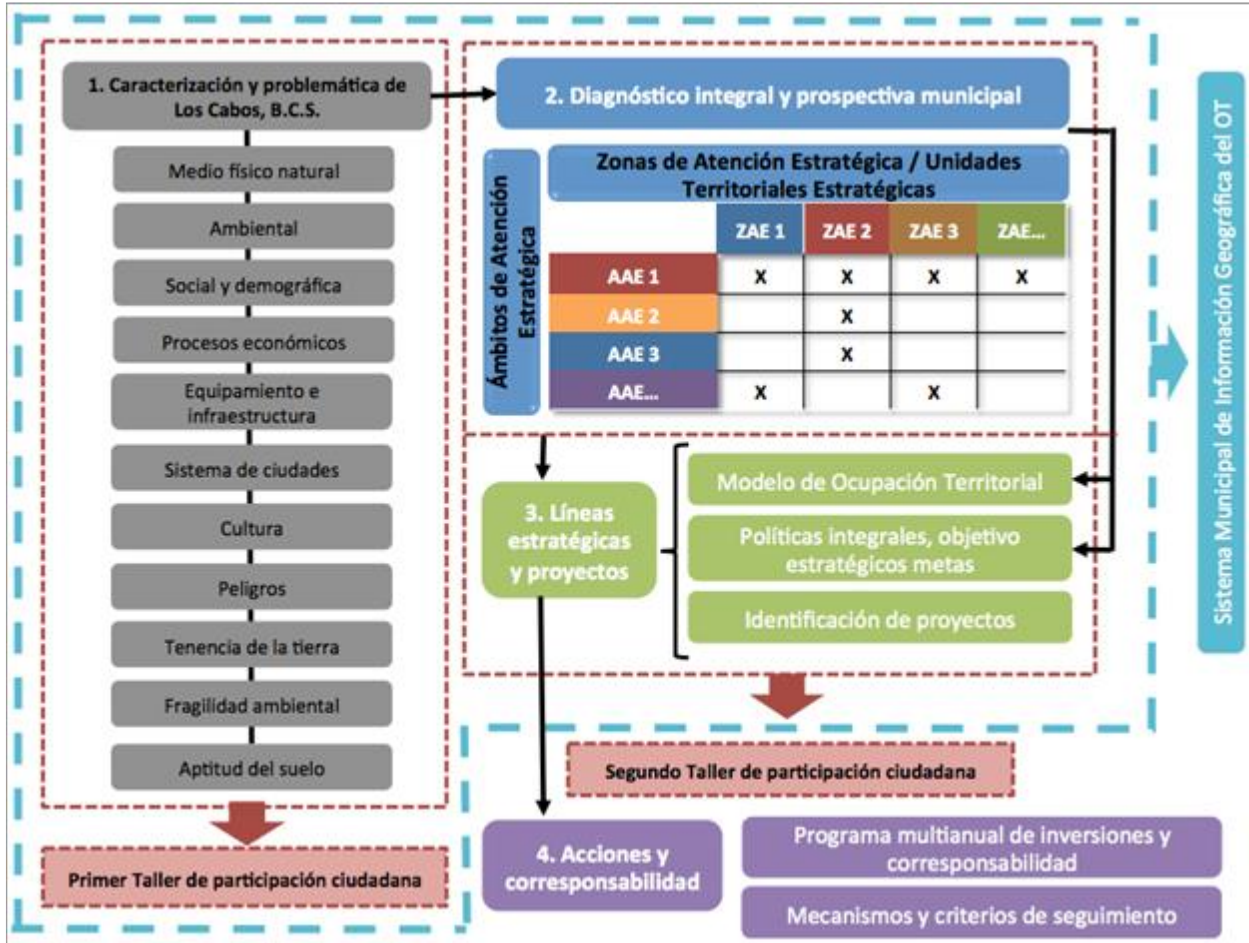 1. Caracterización y problemática de
Los Cabos, B.C.S.
Medio físico natural
Ambiental
Social y demográfica
Procesos económicos
Equipamiento e
infraestructura
Sistema de ciudades
Cultura
Peligros
Tenencia de la tierra
Fragilidad ambiental
Aptitud del suelo
Primer Taller de participación ciudadana
2. Diagnóstico integral y prospectiva municipal
Ámbitos de Atención
Estratégica
Zonas de Atención Estratégica / Unidades
Territoriales Estratégicas
ZAE 1 ZAE 2 ZAE 3 ZAE...
AAE 1 X X X X
AAE 2 X
AAE 3 X
AAE... X X
3. Líneas
estratégicas
y proyectos
Modelo de Ocupación Territorial
Políticas integrales, objetivo
estratégicos metas
Identificación de proyectos
Segundo Taller de participación ciudadana
4. Acciones y
corresponsabilidad
Programa multianual de inversiones y
corresponsabilidad
Mecanismos y criterios de seguimiento
Sistema Municipal de Información Geográfica del OT